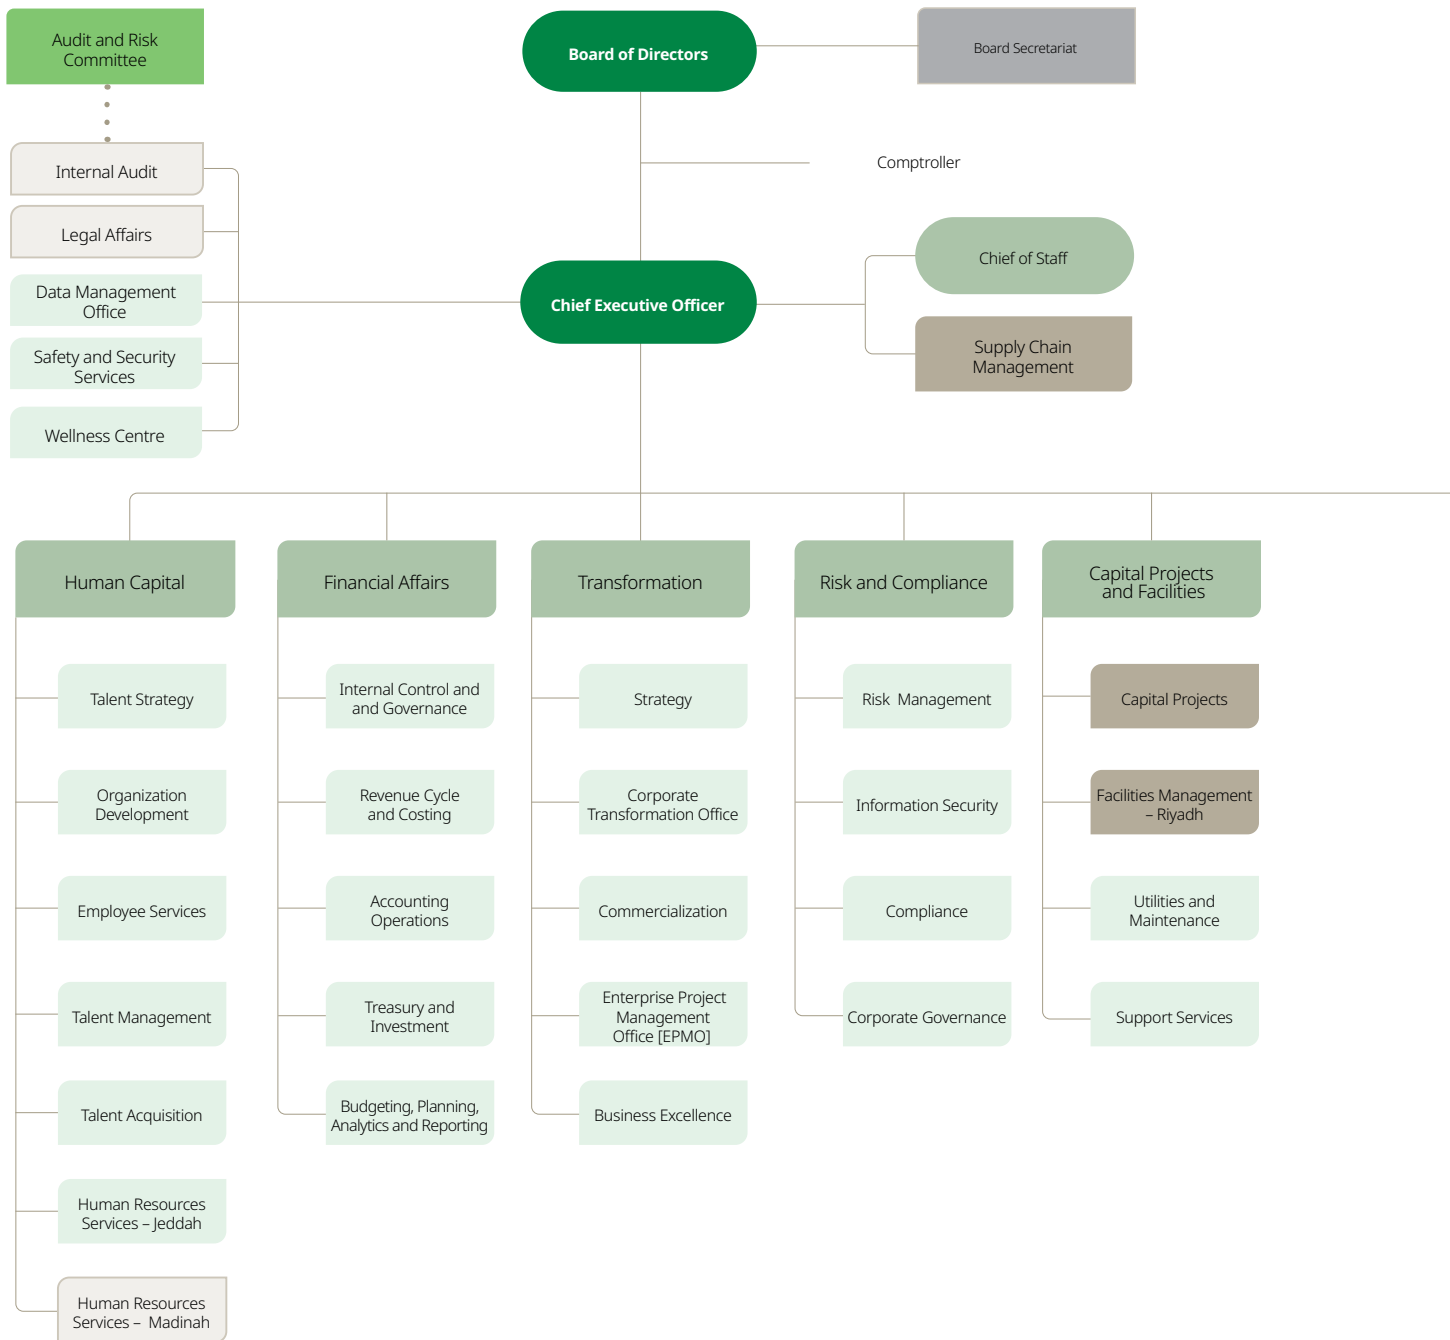 Audit and Risk
Committee
Board of Directors
Board Secretariat
Internal Audit
Comptroller
Legal Affairs
Chief of Staff
Data Management
Office
Chief Executive Officer
Safety and Security
Services
Supply Chain
Management
Wellness Centre
Human Capital
Talent Strategy
Organization
Development
Employee Services
Talent Management
Talent Acquisition
Human Resources
Services – Jeddah
Human Resources
Services –  Madinah
Financial Affairs
Internal Control and
and Governance
Revenue Cycle
and Costing
Accounting
Operations
Treasury and
Investment
Budgeting, Planning,
Analytics and Reporting
Transformation
Strategy
Corporate
Transformation Office
Commercialization
Enterprise Project
Management
Office [EPMO]
Business Excellence
Risk and Compliance
Risk  Management
Information Security
Compliance
Corporate Governance
Capital Projects
and Facilities
Capital Projects
Facilities Management
– Riyadh
Utilities and
Maintenance
Support Services